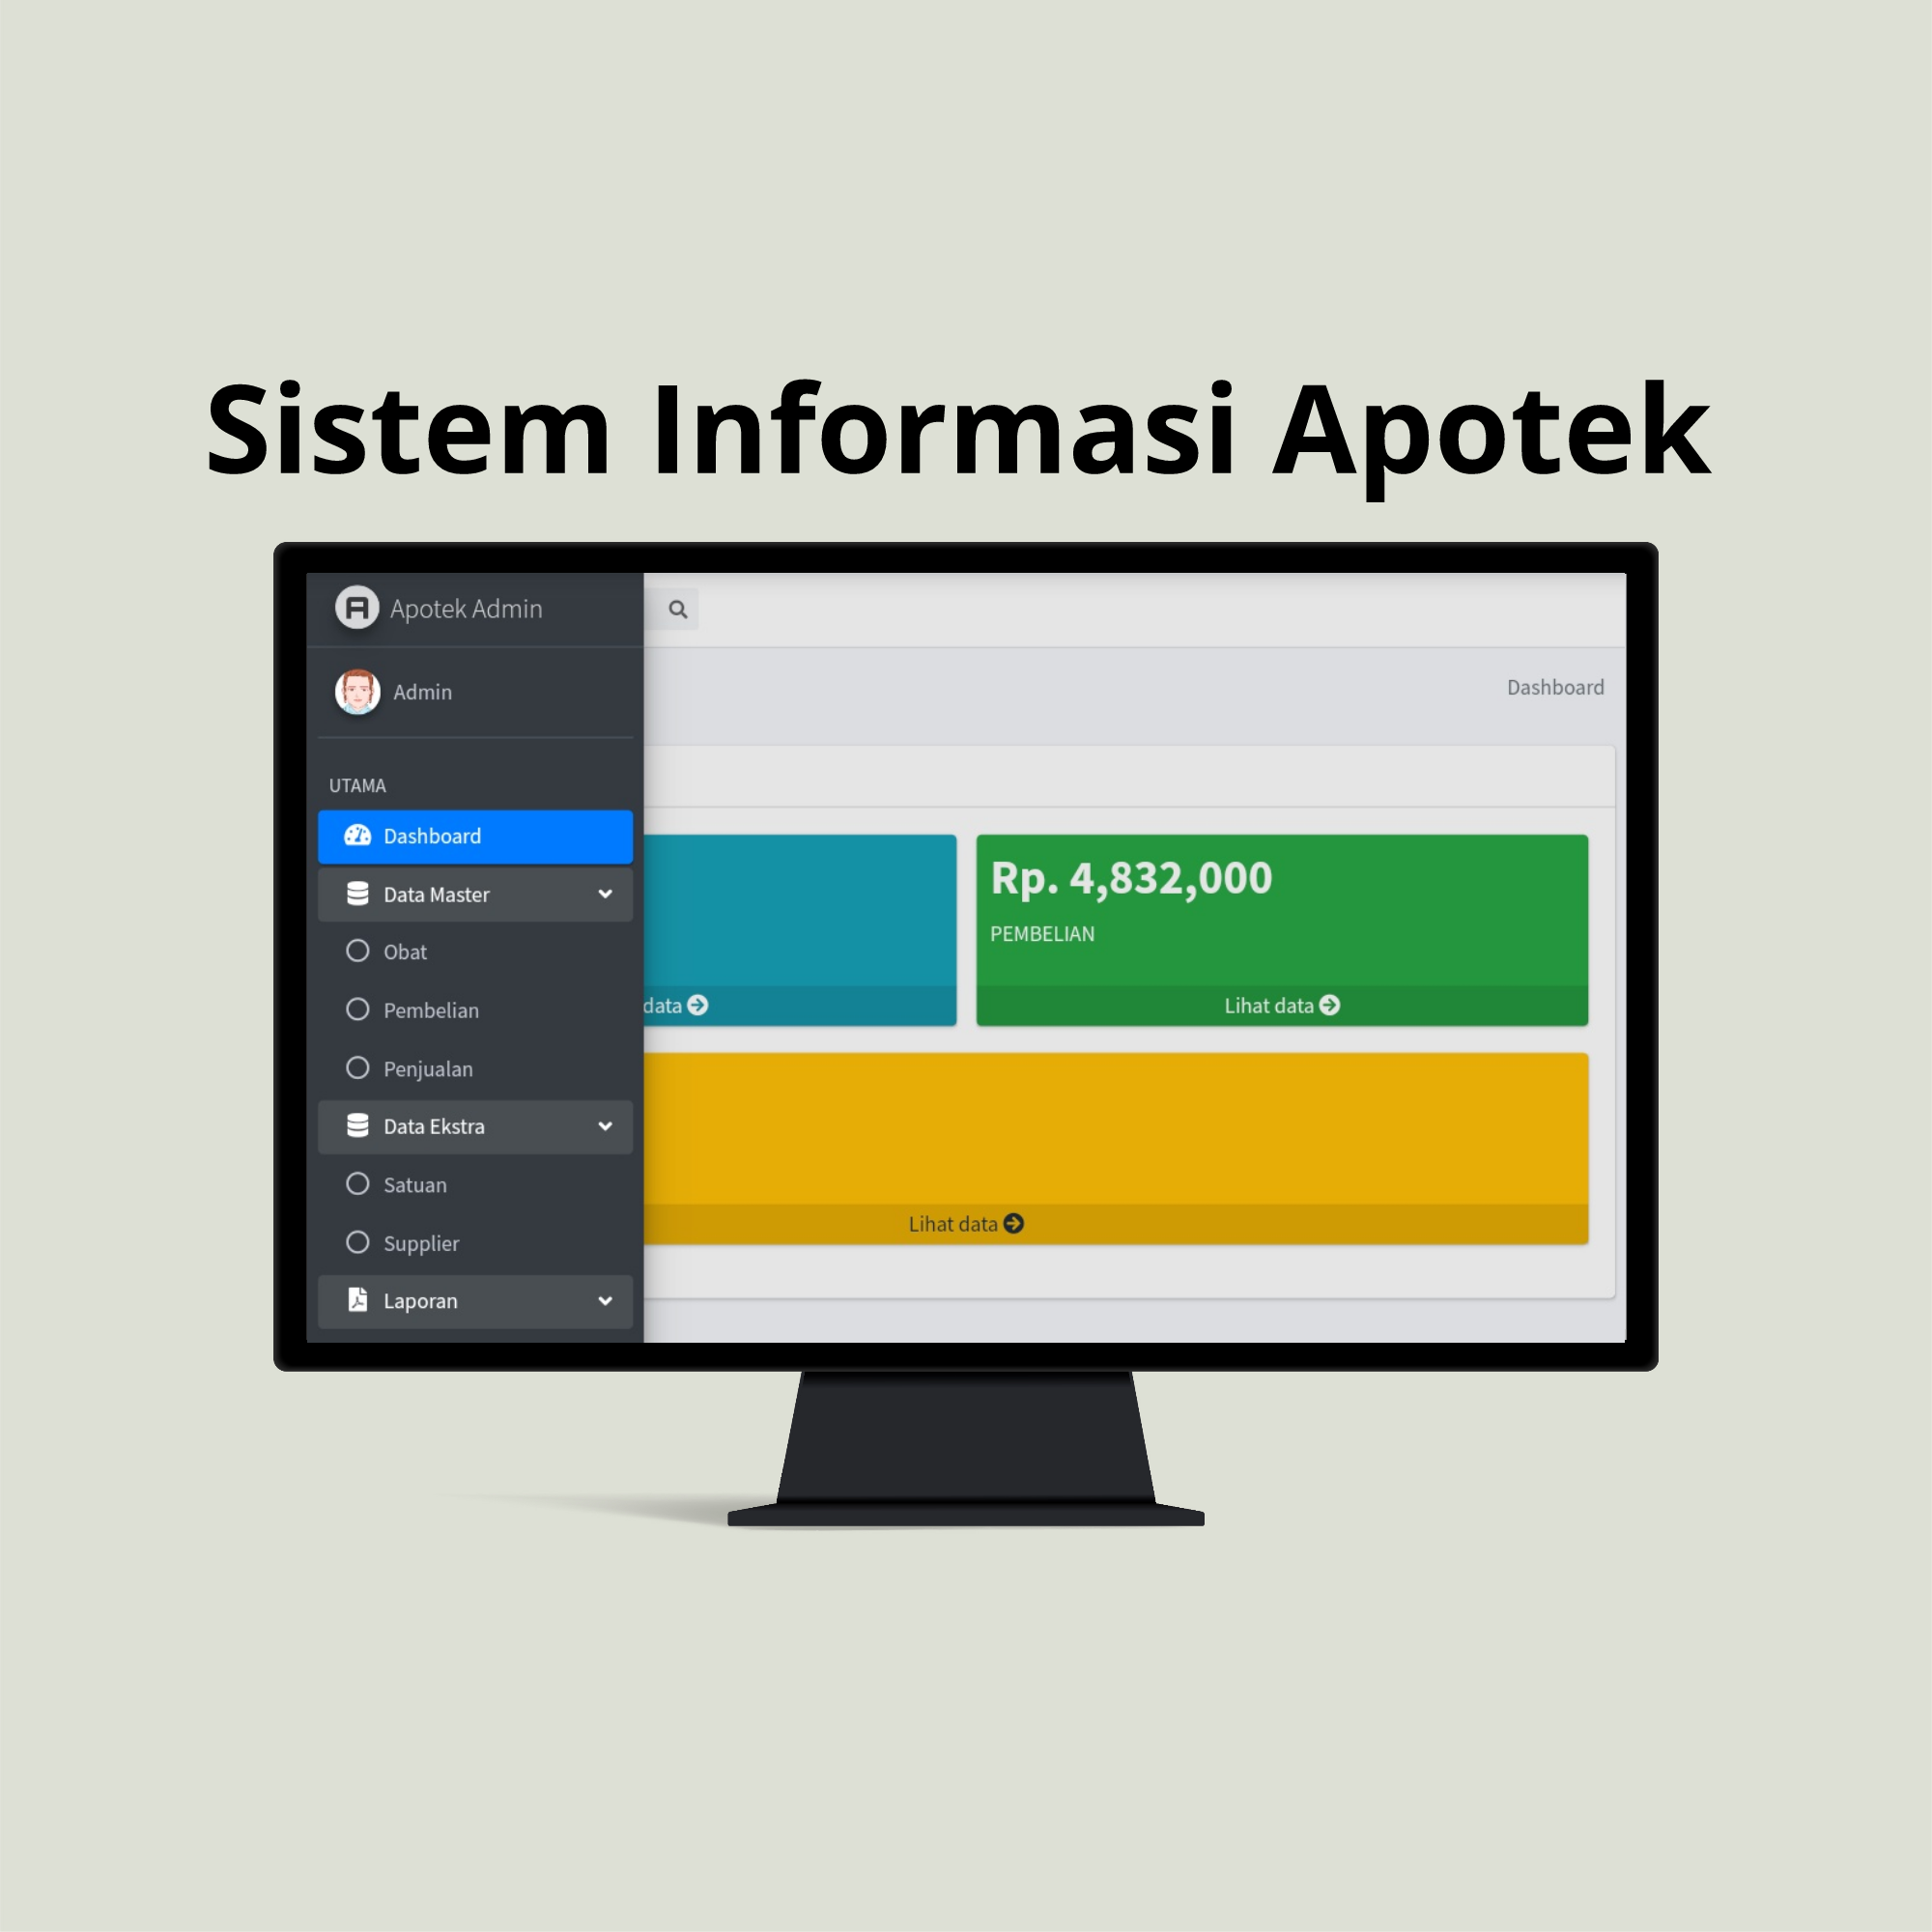 Sistem Informasi Apotek
Apotek Admin
Admin
Dashboard
UTAMA
Dashboard
Data Master
Obat
Pembelian
Penjualan
Data Ekstra
Satuan
Supplier
Laporan
data
Rp. 4,832,000
PEMBELIAN
Lihat data
Lihat data